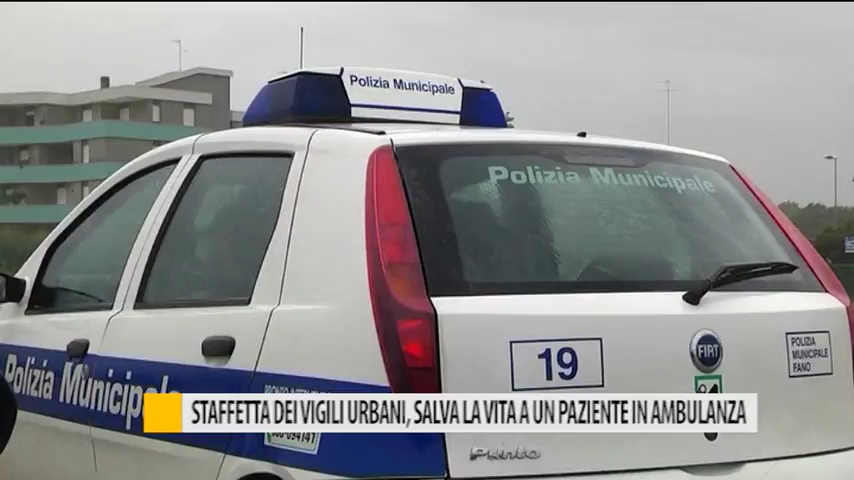 Polizia Municipale
Polizia Municipale
19
FIAT
POLIZIA
MUNICIPALE
FANO
Polizia Municipale
STAFFETTA DEI VIGILI URBANI, SALVA LA VITA A UN PAZIENTE IN AMBULANZA
Punto